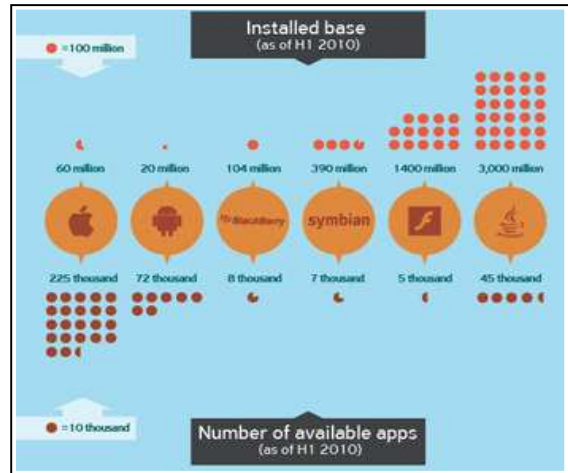 Installed base
(as of H1 2010)
=100 million
60 million 20 million 104 million 390 million 1400 million 3,000 million
BlackBerry symbian
225 thousand 72 thousand 8 thousand 7 thousand 5 thousand 45 thousand
=10 thousand
Number of available apps
(as of H1 2010)